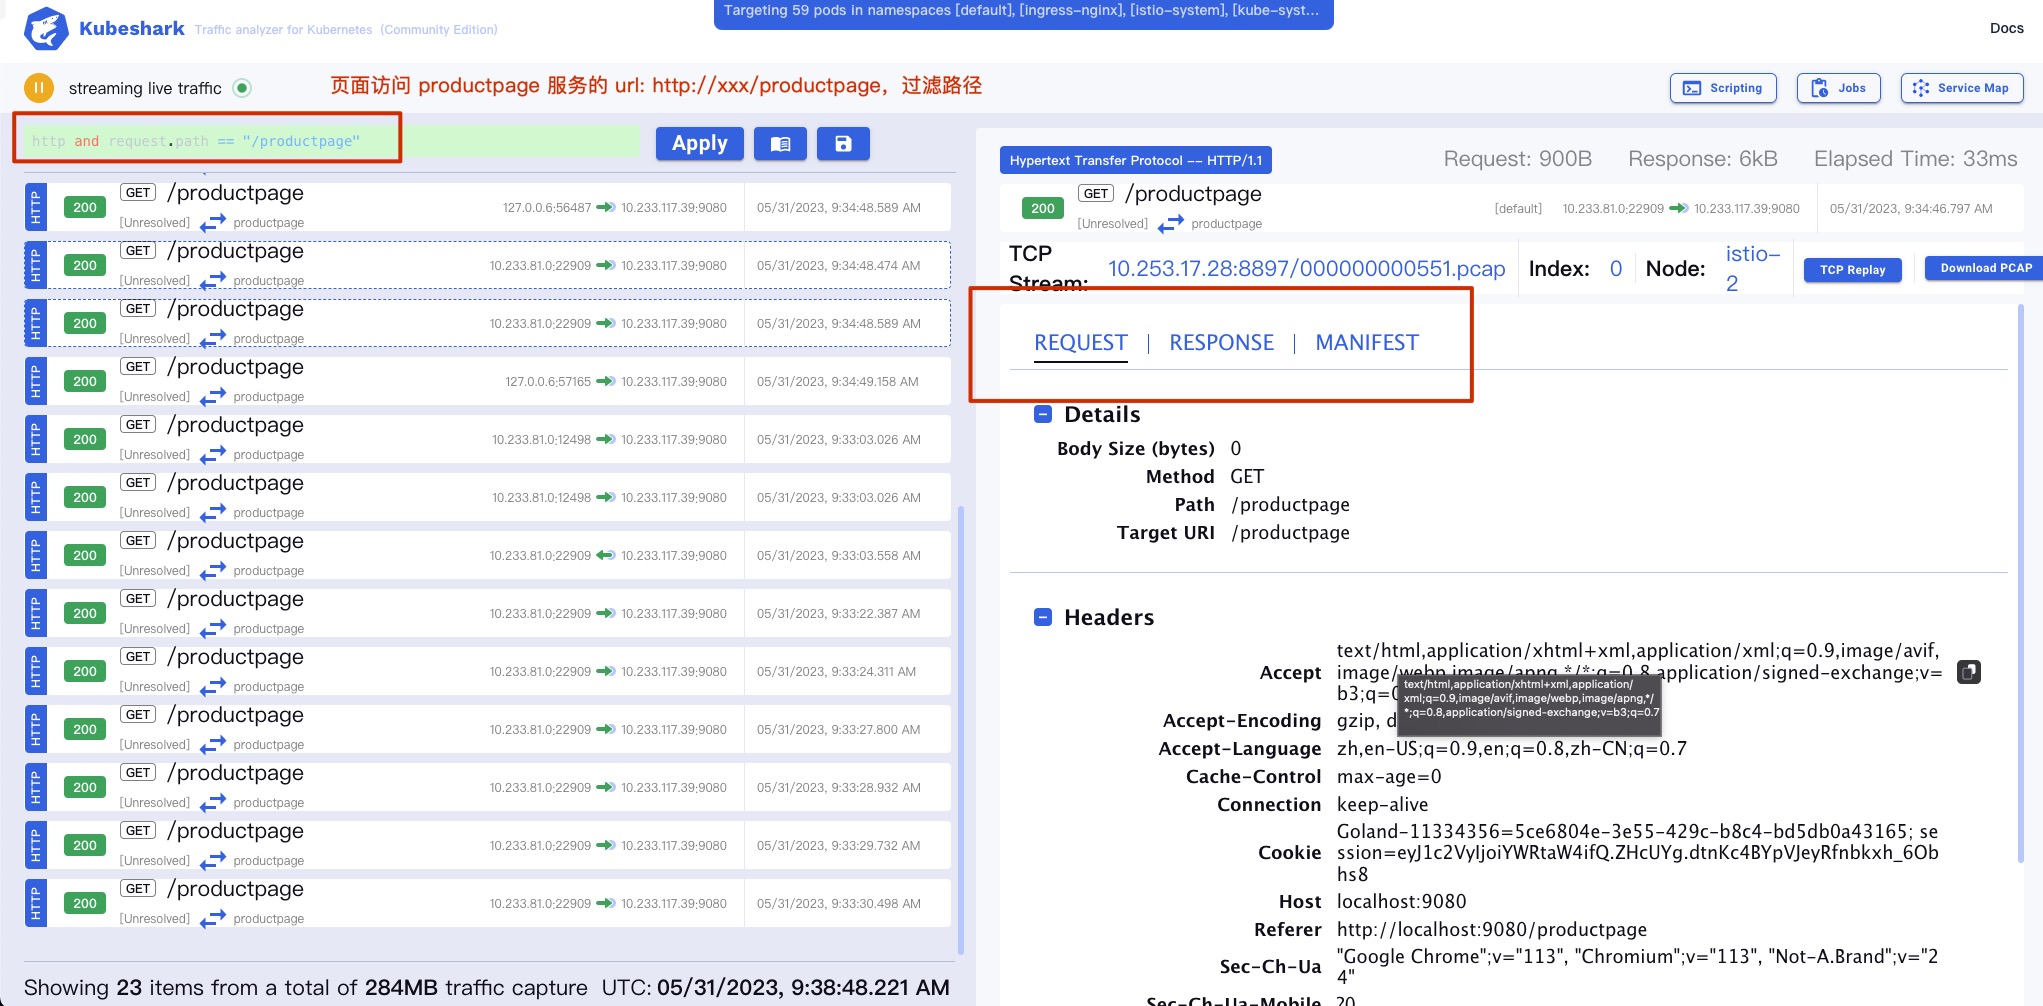 Kubeshark Traffic analyzer for Kubernetes (Community Edition)
Targeting 59 pods in namespaces [default], [ingress-nginx], [istio-system], [kube-syst...
Docs
streaming live traffic
页面访问 productpage 服务的 url: http://xxx/productpage，过滤路径
Scripting
Jobs
Service Map
http and request.path == "/productpage"
Apply
HTTP 200 GET /productpage
[Unresolved] productpage
127.0.0.6:56487 10.233.117.39:9080 05/31/2023, 9:34:48.589 AM
HTTP 200 GET /productpage
[Unresolved] productpage
10.233.81.0:22909 10.233.117.39:9080 05/31/2023, 9:34:48.474 AM
HTTP 200 GET /productpage
[Unresolved] productpage
10.233.81.0:22909 10.233.117.39:9080 05/31/2023, 9:34:48.589 AM
HTTP 200 GET /productpage
[Unresolved] productpage
127.0.0.6:57165 10.233.117.39:9080 05/31/2023, 9:34:49.158 AM
HTTP 200 GET /productpage
[Unresolved] productpage
10.233.81.0:12498 10.233.117.39:9080 05/31/2023, 9:33:03.026 AM
HTTP 200 GET /productpage
[Unresolved] productpage
10.233.81.0:12498 10.233.117.39:9080 05/31/2023, 9:33:03.026 AM
HTTP 200 GET /productpage
[Unresolved] productpage
10.233.81.0:22909 10.233.117.39:9080 05/31/2023, 9:33:03.558 AM
HTTP 200 GET /productpage
[Unresolved] productpage
10.233.81.0:22909 10.233.117.39:9080 05/31/2023, 9:33:22.387 AM
HTTP 200 GET /productpage
[Unresolved] productpage
10.233.81.0:22909 10.233.117.39:9080 05/31/2023, 9:33:24.311 AM
HTTP 200 GET /productpage
[Unresolved] productpage
10.233.81.0:22909 10.233.117.39:9080 05/31/2023, 9:33:27.800 AM
HTTP 200 GET /productpage
[Unresolved] productpage
10.233.81.0:22909 10.233.117.39:9080 05/31/2023, 9:33:28.932 AM
HTTP 200 GET /productpage
[Unresolved] productpage
10.233.81.0:22909 10.233.117.39:9080 05/31/2023, 9:33:29.732 AM
HTTP 200 GET /productpage
[Unresolved] productpage
10.233.81.0:22909 10.233.117.39:9080 05/31/2023, 9:33:30.498 AM
Showing 23 items from a total of 284MB traffic capture UTC: 05/31/2023, 9:38:48.221 AM
Hypertext Transfer Protocol -- HTTP/1.1
Request: 900B Response: 6kB Elapsed Time: 33ms
200 GET /productpage
[Unresolved] productpage
[default] 10.233.81.0:22909 10.233.117.39:9080 05/31/2023, 9:34:46.797 AM
TCP
Stream: 10.253.17.28:8897/000000000551.pcap
Index: 0
Node: istio-
2
TCP Replay
Download PCAP
REQUEST | RESPONSE | MANIFEST
Details
Body Size (bytes) 0
Method GET
Path /productpage
Target URI /productpage
Headers
Accept text/html,application/xhtml+xml,application/xml;q=0.9,image/avif,
image/webp,image/apng,*/*;q=0.8,application/signed-exchange;v=
b3;q=0
text/html,application/xhtml+xml,application/
xml;q=0.9,image/avif,image/webp,image/apng,*/
*;q=0.8,application/signed-exchange;v=b3;q=0.7
Accept-Encoding gzip, d
Accept-Language zh,en-US;q=0.9,en;q=0.8,zh-CN;q=0.7
Cache-Control max-age=0
Connection keep-alive
Cookie Goland-11334356=5ce6804e-3e55-429c-b8c4-bd5db0a43165; se
ssion=eyJ1c2VyIjoiYWRtaW4ifQ.ZHcUYg.dtnKc4BYpVJeyRfnbkxh_6Ob
hs8
Host localhost:9080
Referer http://localhost:9080/productpage
Sec-Ch-Ua "Google Chrome";v="113", "Chromium";v="113", "Not-A.Brand";v="2
4"
Sec-Ch-Ua-Mobile ?0